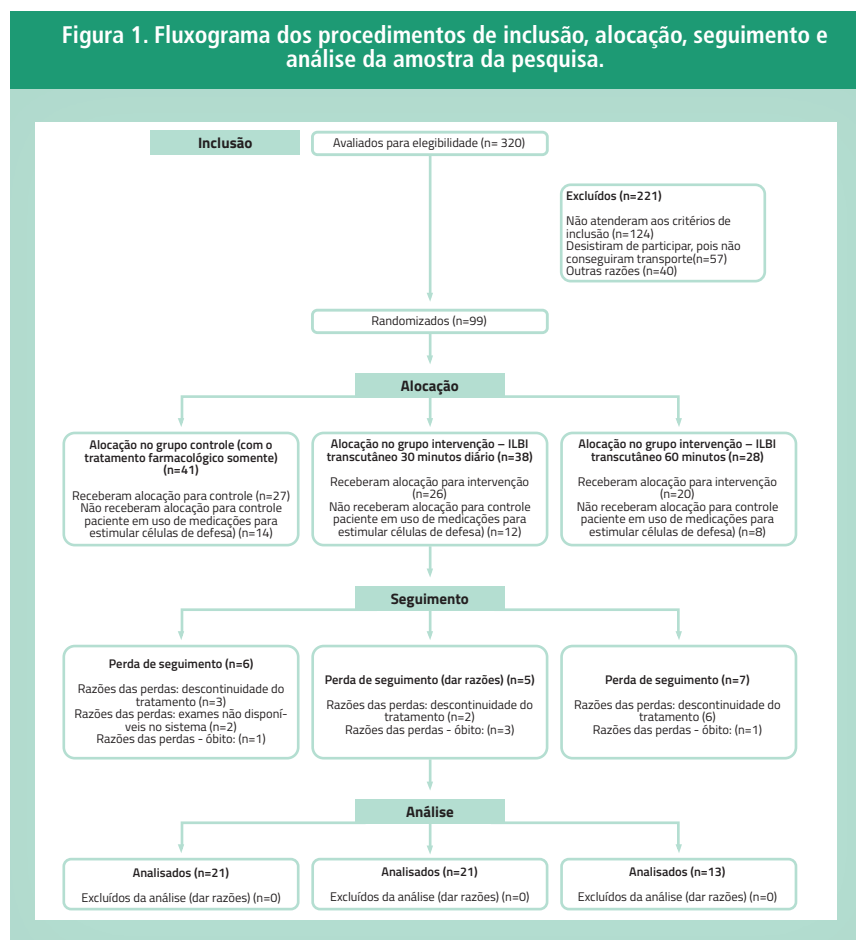 Figura 1. Fluxograma dos procedimentos de inclusão, alocação, seguimento e
análise da amostra da pesquisa.
Inclusão
Avaliados para elegibilidade (n= 320)
Excluídos (n=221)
Não atenderam aos critérios de
inclusão (n=124)
Desistiram de participar, pois não
conseguiram transporte(n=57)
Outras razões (n=40)
Randomizados (n=99)
Alocação
Alocação no grupo controle (com o
tratamento farmacológico somente)
(n=41)
Receberam alocação para controle (n=27)
Não receberam alocação para controle
paciente em uso de medicações para
estimular células de defesa) (n=14)
Alocação no grupo intervenção – ILBI
transcutâneo 30 minutos diário (n=38)
Receberam alocação para intervenção
(n=26)
Não receberam alocação para controle
paciente em uso de medicações para
estimular células de defesa) (n=12)
Alocação no grupo intervenção – ILBI
transcutâneo 60 minutos (n=28)
Receberam alocação para intervenção
(n=20)
Não receberam alocação para controle
paciente em uso de medicações para
estimular células de defesa) (n=8)
Seguimento
Perda de seguimento (n=6)
Razões das perdas: descontinuidade do
tratamento (n=3)
Razões das perdas: exames não disponí-
veis no sistema (n=2)
Razões das perdas - óbito: (n=1)
Perda de seguimento (dar razões) (n=5)
Razões das perdas: descontinuidade do
tratamento (n=2)
Razões das perdas - óbito: (n=3)
Perda de seguimento (n=7)
Razões das perdas: descontinuidade do
tratamento (6)
Razões das perdas - óbito: (n=1)
Análise
Analisados (n=21)
Excluídos da análise (dar razões) (n=0)
Analisados (n=21)
Excluídos da análise (dar razões) (n=0)
Analisados (n=13)
Excluídos da análise (dar razões) (n=0)